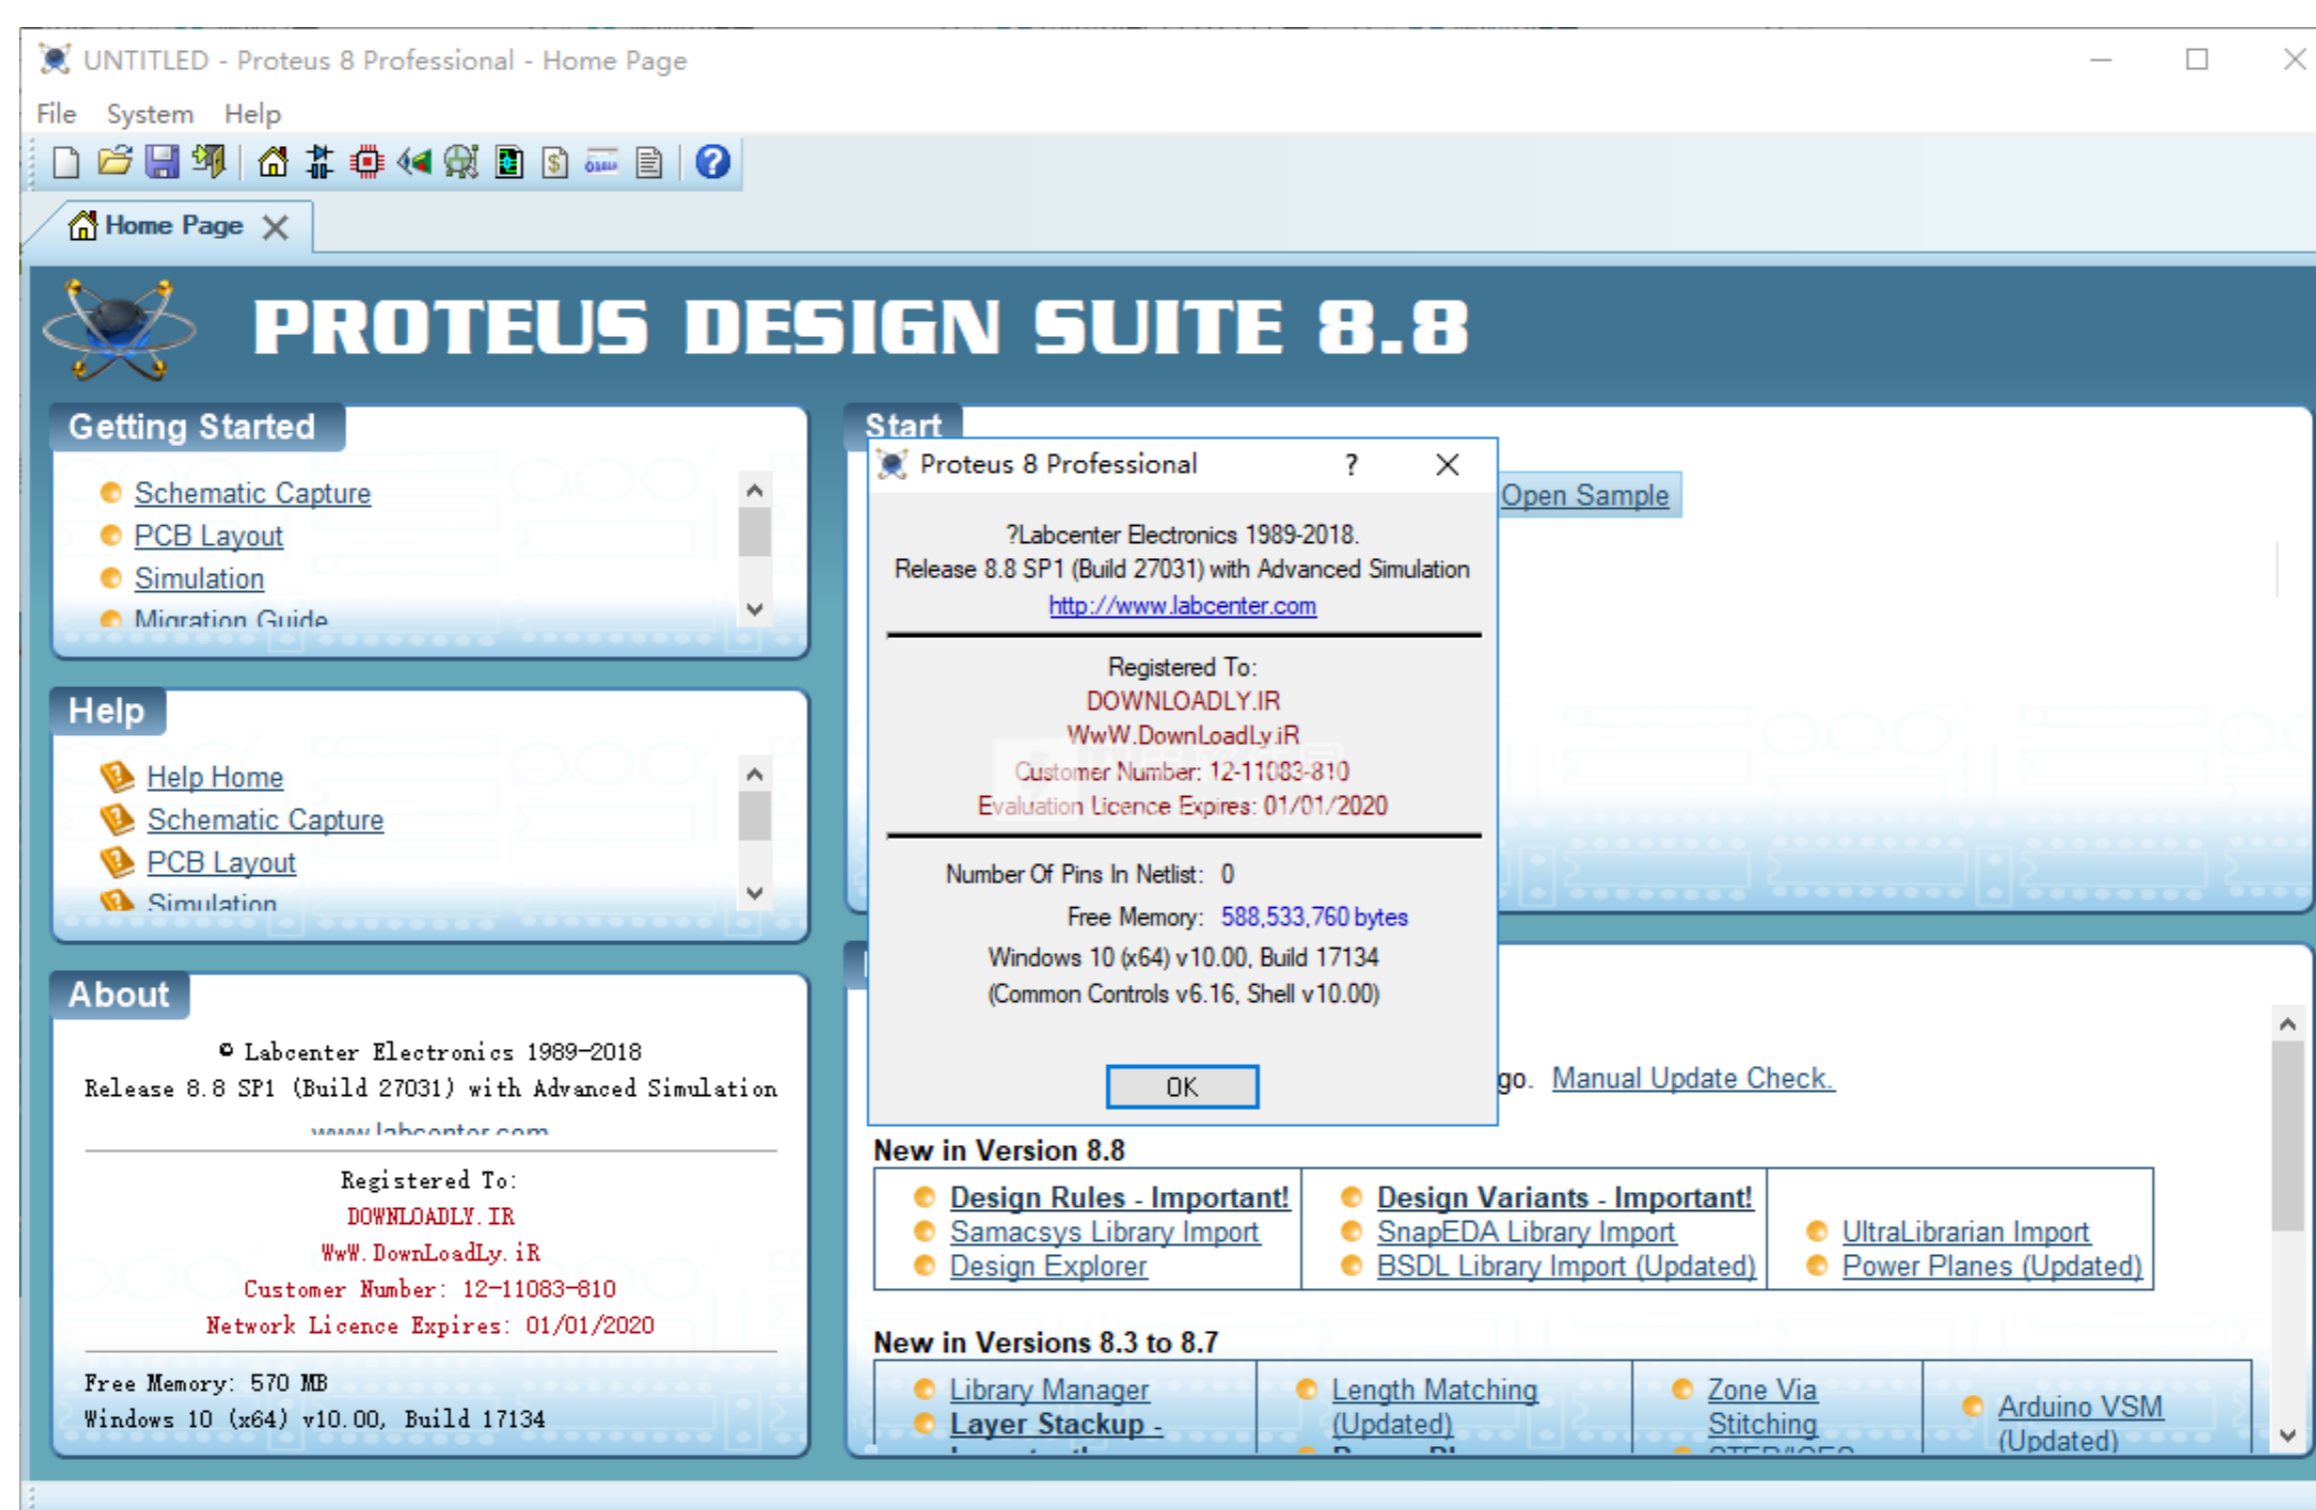 UNTITLED - Proteus 8 Professional - Home Page
File System Help
Home Page
PROTEUS DESIGN SUITE 8.8
Getting Started
Schematic Capture
PCB Layout
Simulation
Migration Guide
Help
Help Home
Schematic Capture
PCB Layout
Simulation
About
© Labcenter Electronics 1989-2018
Release 8.8 SP1 (Build 27031) with Advanced Simulation
www.labcenter.com
Registered To:
DOWNLOADLY.IR
WwW.DownLoadLy.iR
Customer Number: 12-11083-810
Network Licence Expires: 01/01/2020
Free Memory: 570 MB
Windows 10 (x64) v10.00, Build 17134
Start
Open Sample
Proteus 8 Professional
?Labcenter Electronics 1989-2018.
Release 8.8 SP1 (Build 27031) with Advanced Simulation
http://www.labcenter.com
Registered To:
DOWNLOADLY.IR
WwW.DownLoadLy.iR
Customer Number: 12-11083-810
Evaluation Licence Expires: 01/01/2020
Number Of Pins In Netlist: 0
Free Memory: 588,533,760 bytes
Windows 10 (x64) v10.00, Build 17134
(Common Controls v6.16, Shell v10.00)
OK
go. Manual Update Check.
New in Version 8.8
Design Rules - Important!
Samacsys Library Import
Design Explorer
Design Variants - Important!
SnapEDA Library Import
BSDL Library Import (Updated)
UltraLibrarian Import
Power Planes (Updated)
New in Versions 8.3 to 8.7
Library Manager
Layer Stackup -
Length Matching
(Updated)
Zone Via
Stitching
Arduino VSM
(Updated)